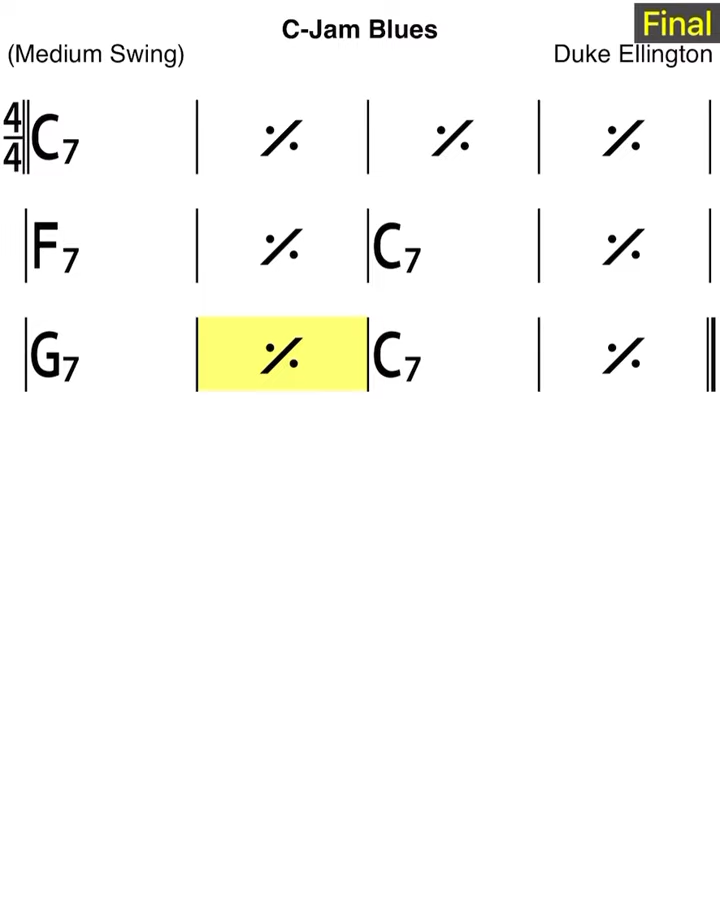 C-Jam Blues
Final
(Medium Swing)
Duke Ellington
4/4 C7 | 𝄎 | 𝄎 | 𝄎
F7 | 𝄎 | C7 | 𝄎
G7 | 𝄎 | C7 | 𝄎